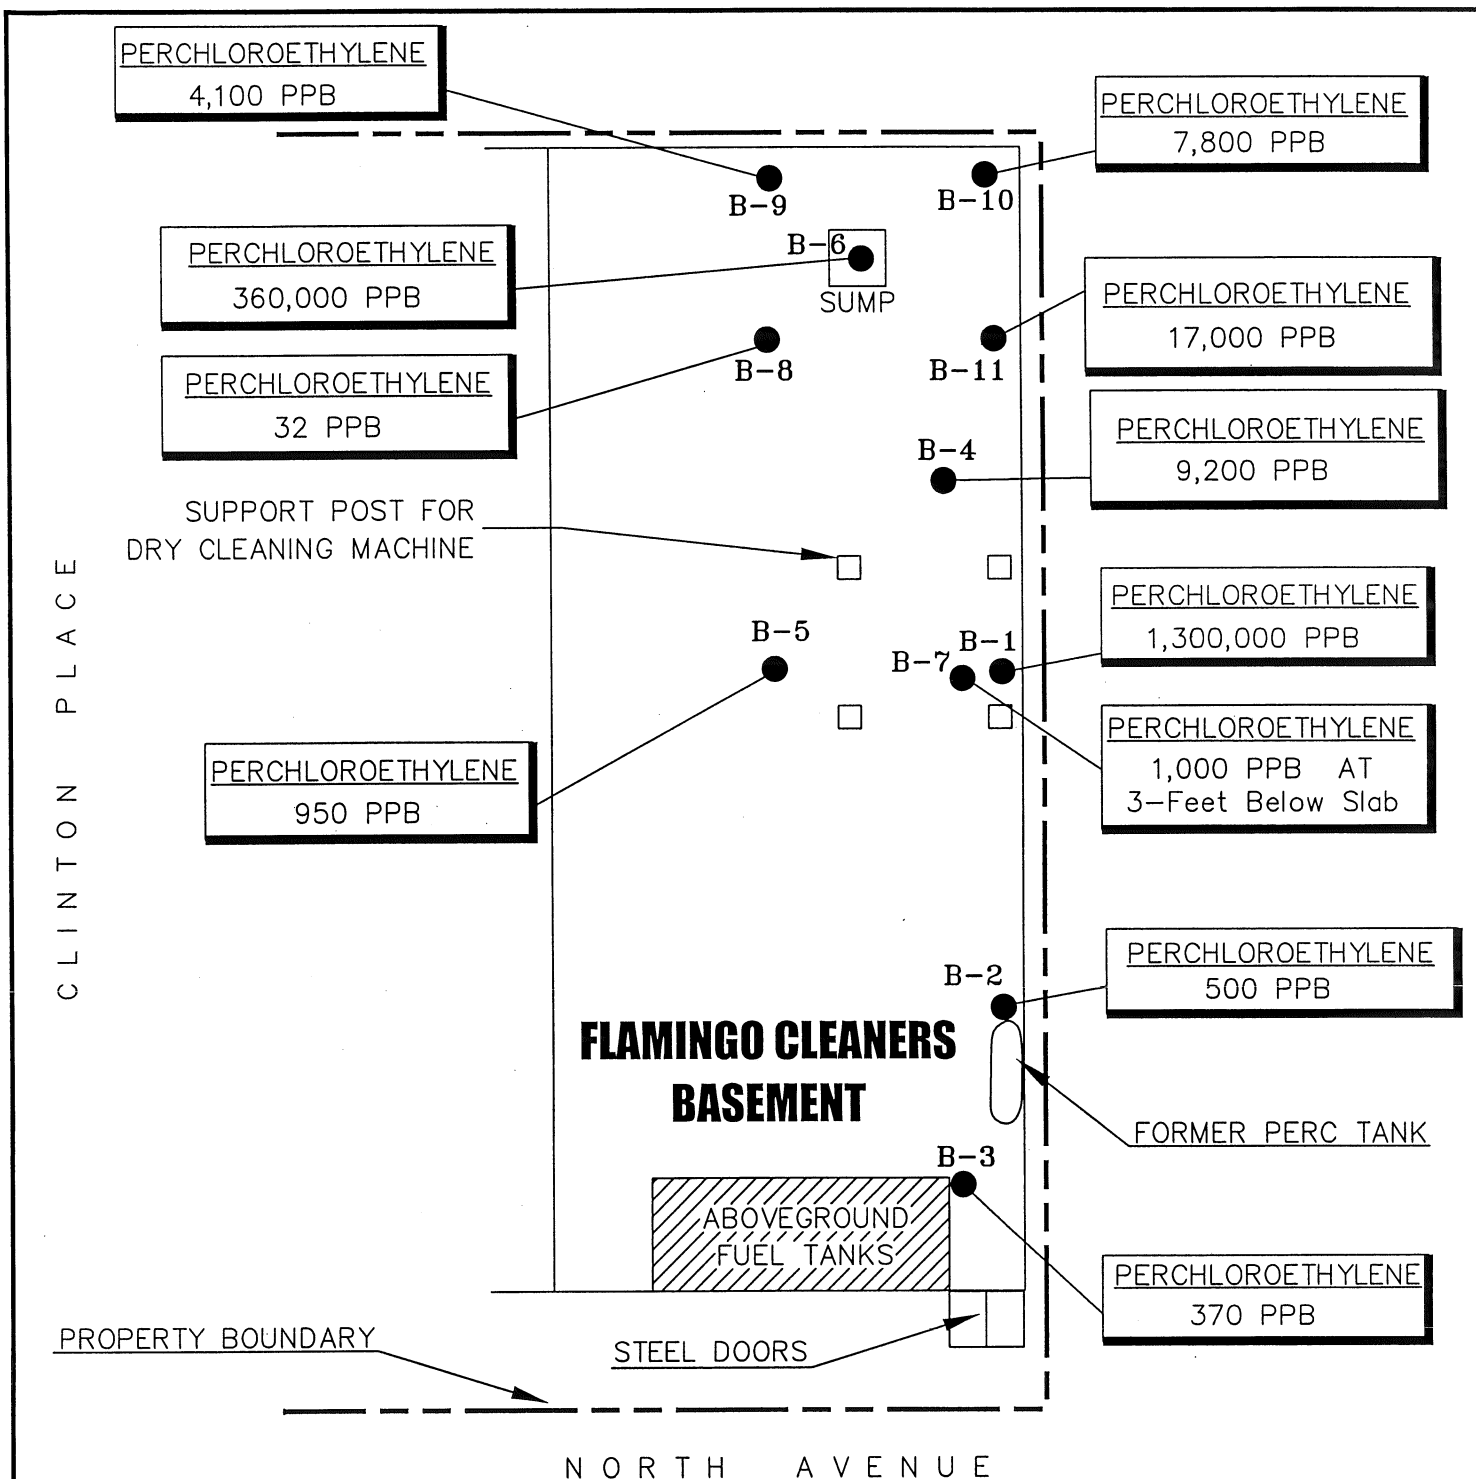 PERCHLOROETHYLENE
4,100 PPB
PERCHLOROETHYLENE
7,800 PPB
B-9
B-10
PERCHLOROETHYLENE
360,000 PPB
B-6
SUMP
PERCHLOROETHYLENE
17,000 PPB
PERCHLOROETHYLENE
32 PPB
B-8
B-11
PERCHLOROETHYLENE
9,200 PPB
B-4
SUPPORT POST FOR
DRY CLEANING MACHINE
CLINTON PLACE
PERCHLOROETHYLENE
1,300,000 PPB
B-5
B-7
B-1
PERCHLOROETHYLENE
1,000 PPB AT
3-Feet Below Slab
PERCHLOROETHYLENE
950 PPB
PERCHLOROETHYLENE
500 PPB
B-2
FLAMINGO CLEANERS
BASEMENT
FORMER PERC TANK
B-3
ABOVEGROUND
FUEL TANKS
PERCHLOROETHYLENE
370 PPB
PROPERTY BOUNDARY
STEEL DOORS
NORTH AVENUE